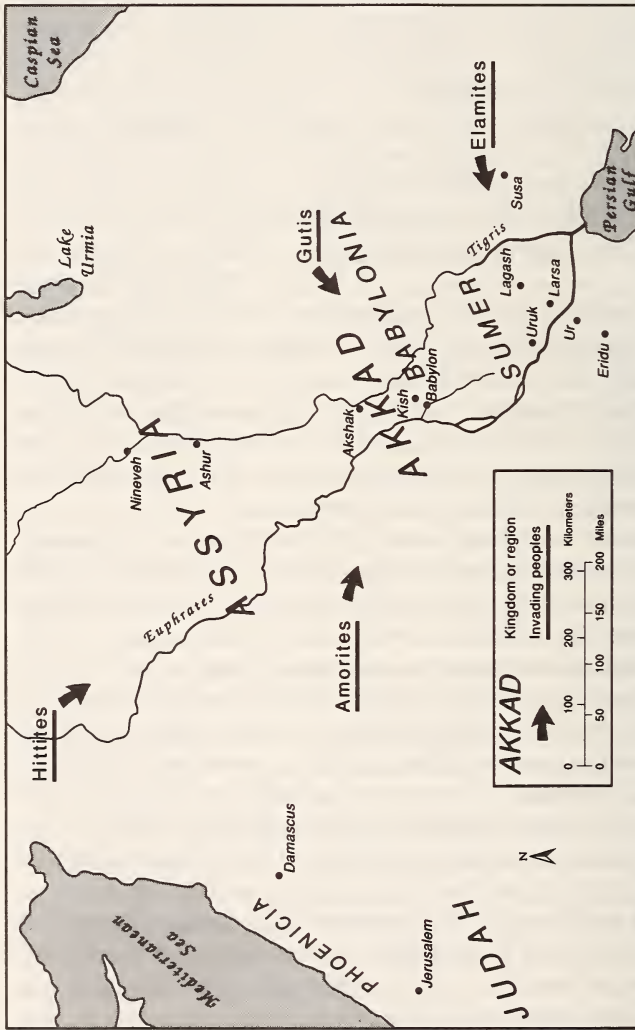 Caspian
Sea
Lake
Urmia
Hittites
Nineveh
Ashur
ASSYRIA
Euphrates
Gutis
Elamites
Susa
Tigris
AKKAD
BABYLONIA
Akshak
Kish
Babylon
SUMER
Lagash
Larsa
Uruk
Ur
Eridu
Persian
Gulf
Amorites
Mediterranean
Sea
PHOENICIA
Damascus
Jerusalem
JUDAH
N
AKKAD Kingdom or region
Invading peoples
0 100 200 300 Kilometers
0 50 100 150 200 Miles